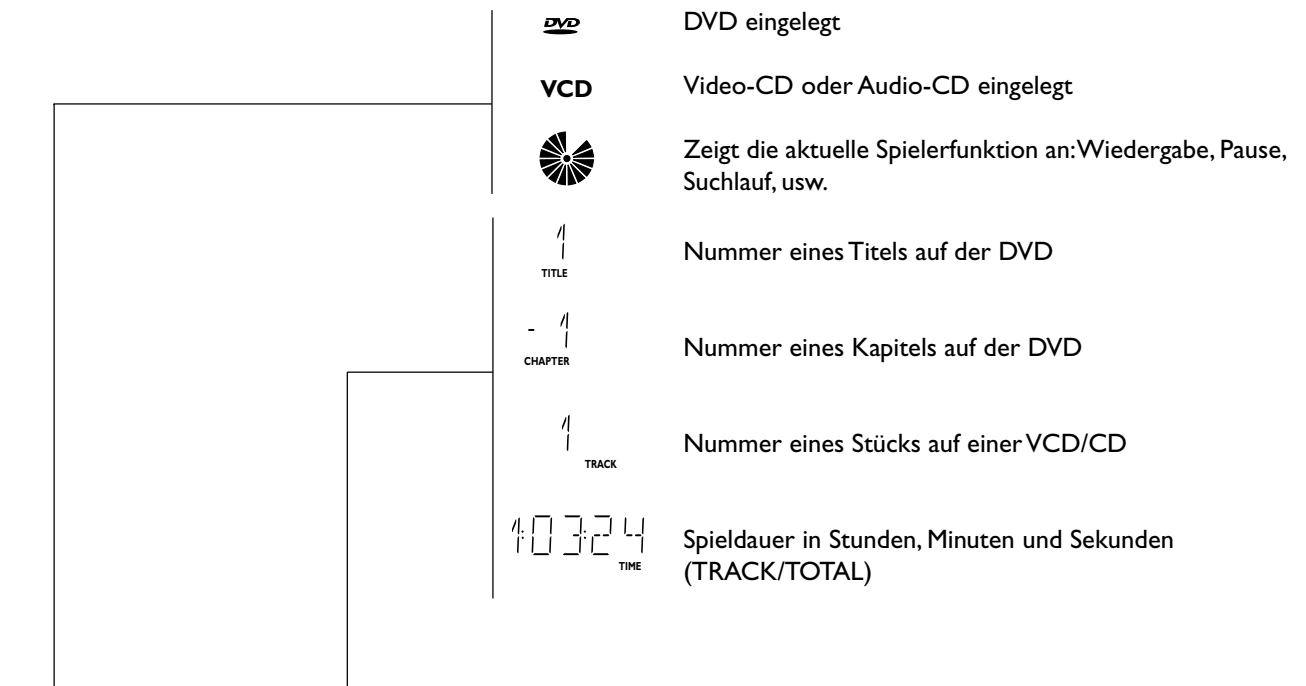 DVD DVD eingelegt
VCD Video-CD oder Audio-CD eingelegt
Zeigt die aktuelle Spielerfunktion an:Wiedergabe, Pause,
Suchlauf, usw.
1
TITLE
Nummer eines Titels auf der DVD
- 1
CHAPTER
Nummer eines Kapitels auf der DVD
1
TRACK
Nummer eines Stücks auf einer VCD/CD
1:03:24
TIME
Spieldauer in Stunden, Minuten und Sekunden
(TRACK/TOTAL)